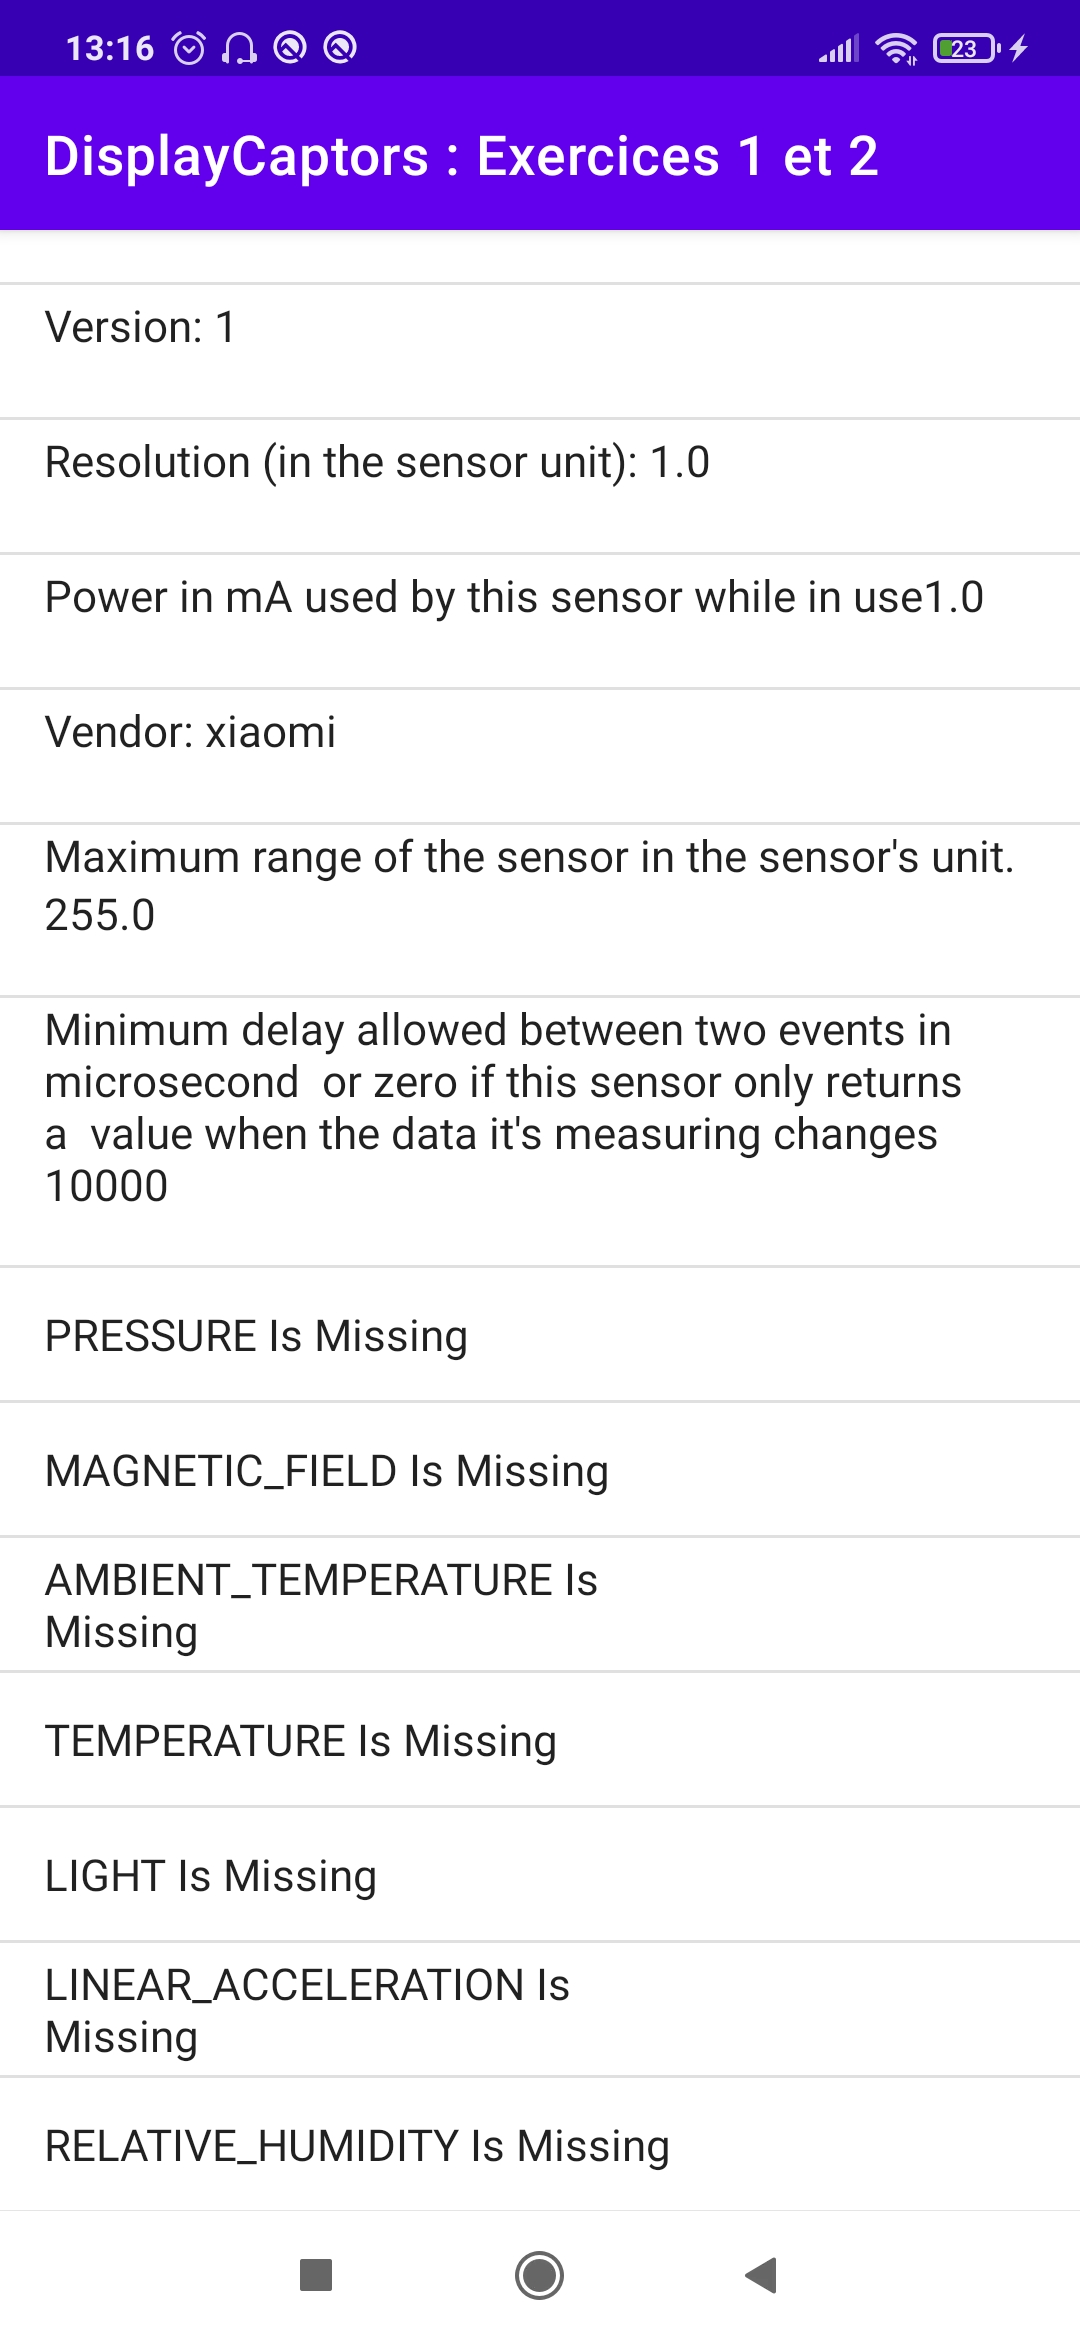 13:16
23
DisplayCaptors : Exercices 1 et 2
Version: 1
Resolution (in the sensor unit): 1.0
Power in mA used by this sensor while in use1.0
Vendor: xiaomi
Maximum range of the sensor in the sensor's unit.
255.0
Minimum delay allowed between two events in
microsecond  or zero if this sensor only returns
a  value when the data it's measuring changes
10000
PRESSURE Is Missing
MAGNETIC_FIELD Is Missing
AMBIENT_TEMPERATURE Is
Missing
TEMPERATURE Is Missing
LIGHT Is Missing
LINEAR_ACCELERATION Is
Missing
RELATIVE_HUMIDITY Is Missing